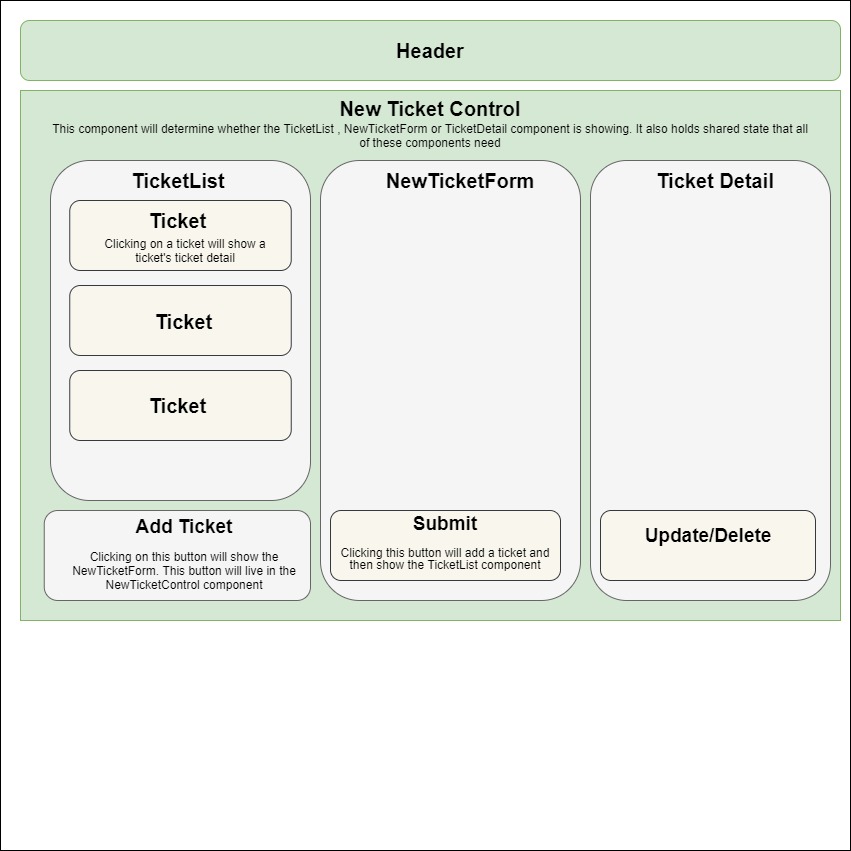 Header
New Ticket Control
This component will determine whether the TicketList , NewTicketForm or TicketDetail component is showing. It also holds shared state that all
of these components need
TicketList
Ticket
Clicking on a ticket will show a
ticket's ticket detail
Ticket
Ticket
Add Ticket
Clicking on this button will show the
NewTicketForm. This button will live in the
NewTicketControl component
NewTicketForm
Submit
Clicking this button will add a ticket and
then show the TicketList component
Ticket Detail
Update/Delete